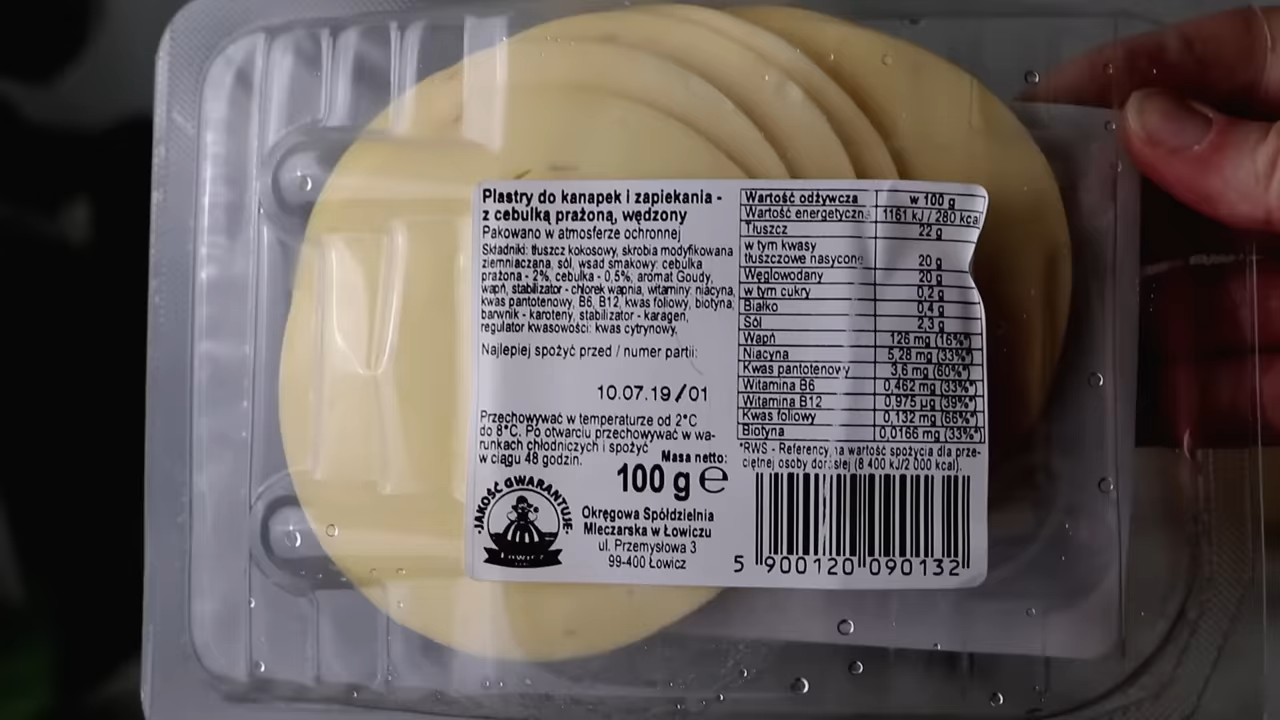 Plastry do kanapek i zapiekania -
z cebulką prażoną, wędzony
Pakowano w atmosferze ochronnej
Składniki: tłuszcz kokosowy, skrobia modyfikowana
ziemniaczana, sól, wsad smakowy: cebulka
prażona - 2%, cebulka - 0,5%, aromat Goudy,
wapń, stabilizator - chlorek wapnia, witaminy: niacyna,
kwas pantotenowy, B6, B12, kwas foliowy, biotyna,
barwnik - karoteny, stabilizator - karagen,
regulator kwasowości: kwas cytrynowy,
Najlepiej spożyć przed / numer partii:
10.07.19/01
Przechowywać w temperaturze od 2°C
do 8°C. Po otwarciu przechowywać w wa-
runkach chłodniczych i spożyć
w ciągu 48 godzin.
Masa netto:
100 g e
JAKOŚĆ GWARANTUJE
Łowicz
Okręgowa Spółdzielnia
Mleczarska w Łowiczu
ul. Przemysłowa 3
99-400 Łowicz
Wartość odżywcza w 100 g
Wartość energetyczna 1161 kJ / 280 kcal
Tłuszcz 22 g
w tym kwasy
tłuszczowe nasycone 20 g
Węglowodany 20 g
w tym cukry 0,2 g
Białko 0,4 g
Sól 2,3 g
Wapń 126 mg (16%*)
Niacyna 5,28 mg (33%*)
Kwas pantotenowy 3,6 mg (60%*)
Witamina B6 0,462 mg (33%*)
Witamina B12 0,975 µg (39%*)
Kwas foliowy 0,132 mg (66%*)
Biotyna 0,0166 mg (33%*)
*RWS - Referencyjna wartość spożycia dla prze-
ciętnej osoby dorosłej (8 400 kJ/2 000 kcal).
5 900120 090132